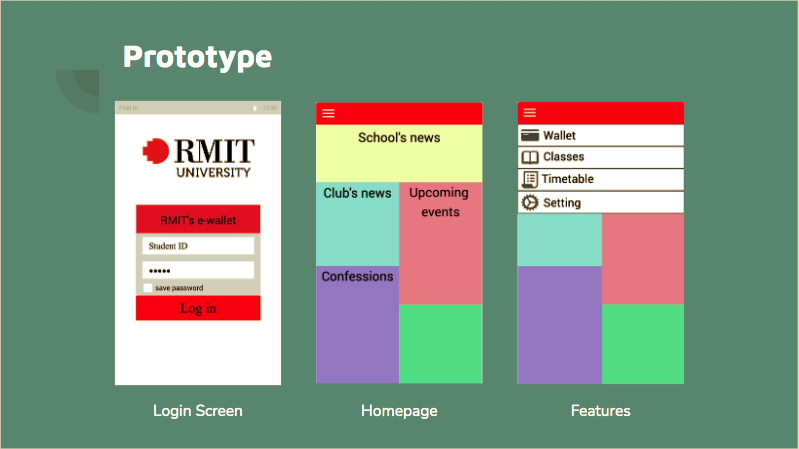 Prototype
RMIT
UNIVERSITY
RMIT's e-wallet
Student ID
save password
Log in
School's news
Club's news
Upcoming
events
Confessions
Wallet
Classes
Timetable
Setting
Login Screen
Homepage
Features